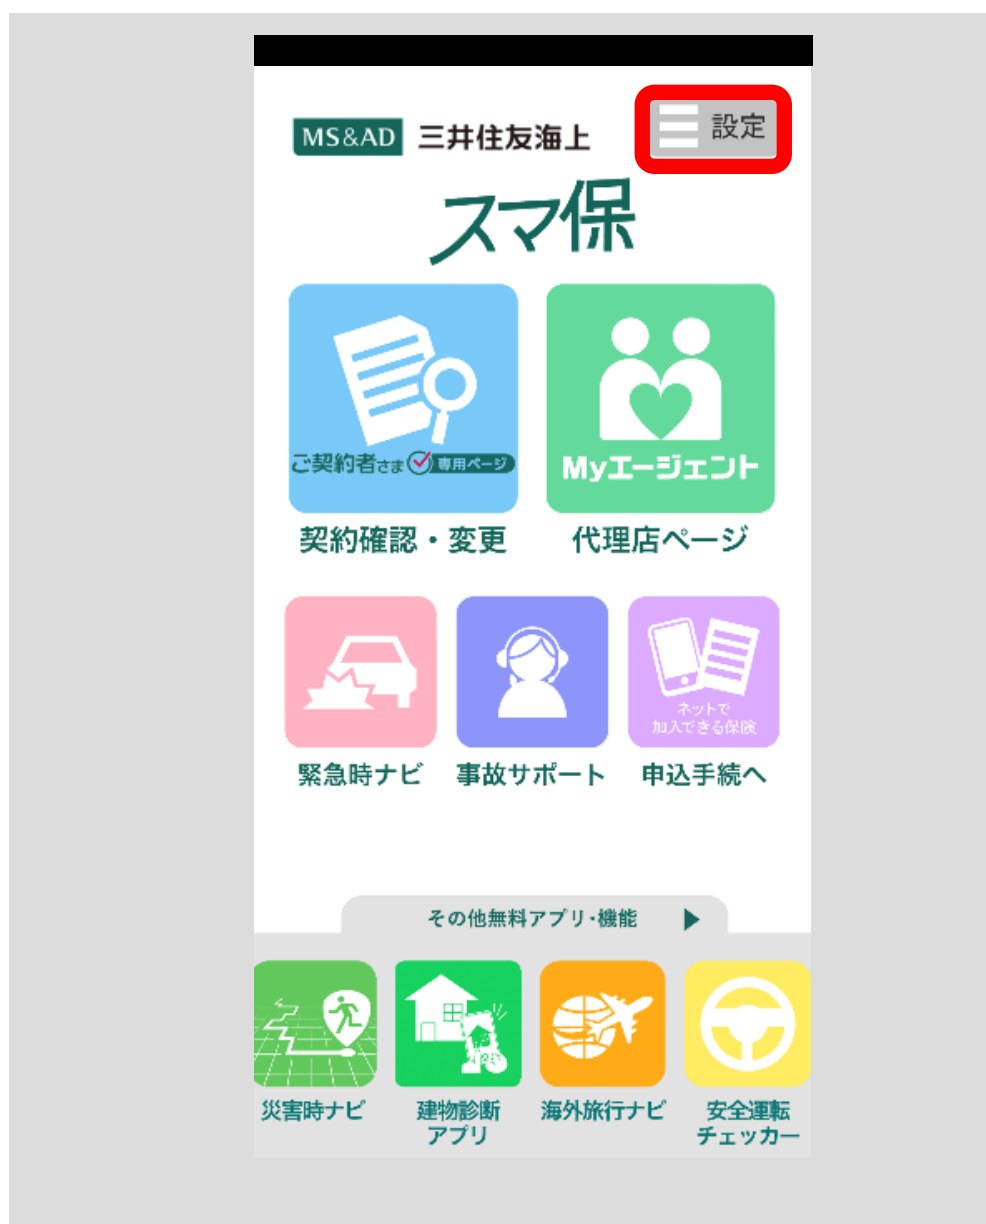 MS&AD 三井住友海上
設定
スマ保
ご契約者さま 専用ページ
Myエージェント
契約確認・変更
代理店ページ
ネットで
加入できる保険
緊急時ナビ
事故サポート
申込手続へ
その他無料アプリ・機能
災害時ナビ
建物診断
アプリ
海外旅行ナビ
安全運転
チェッカー